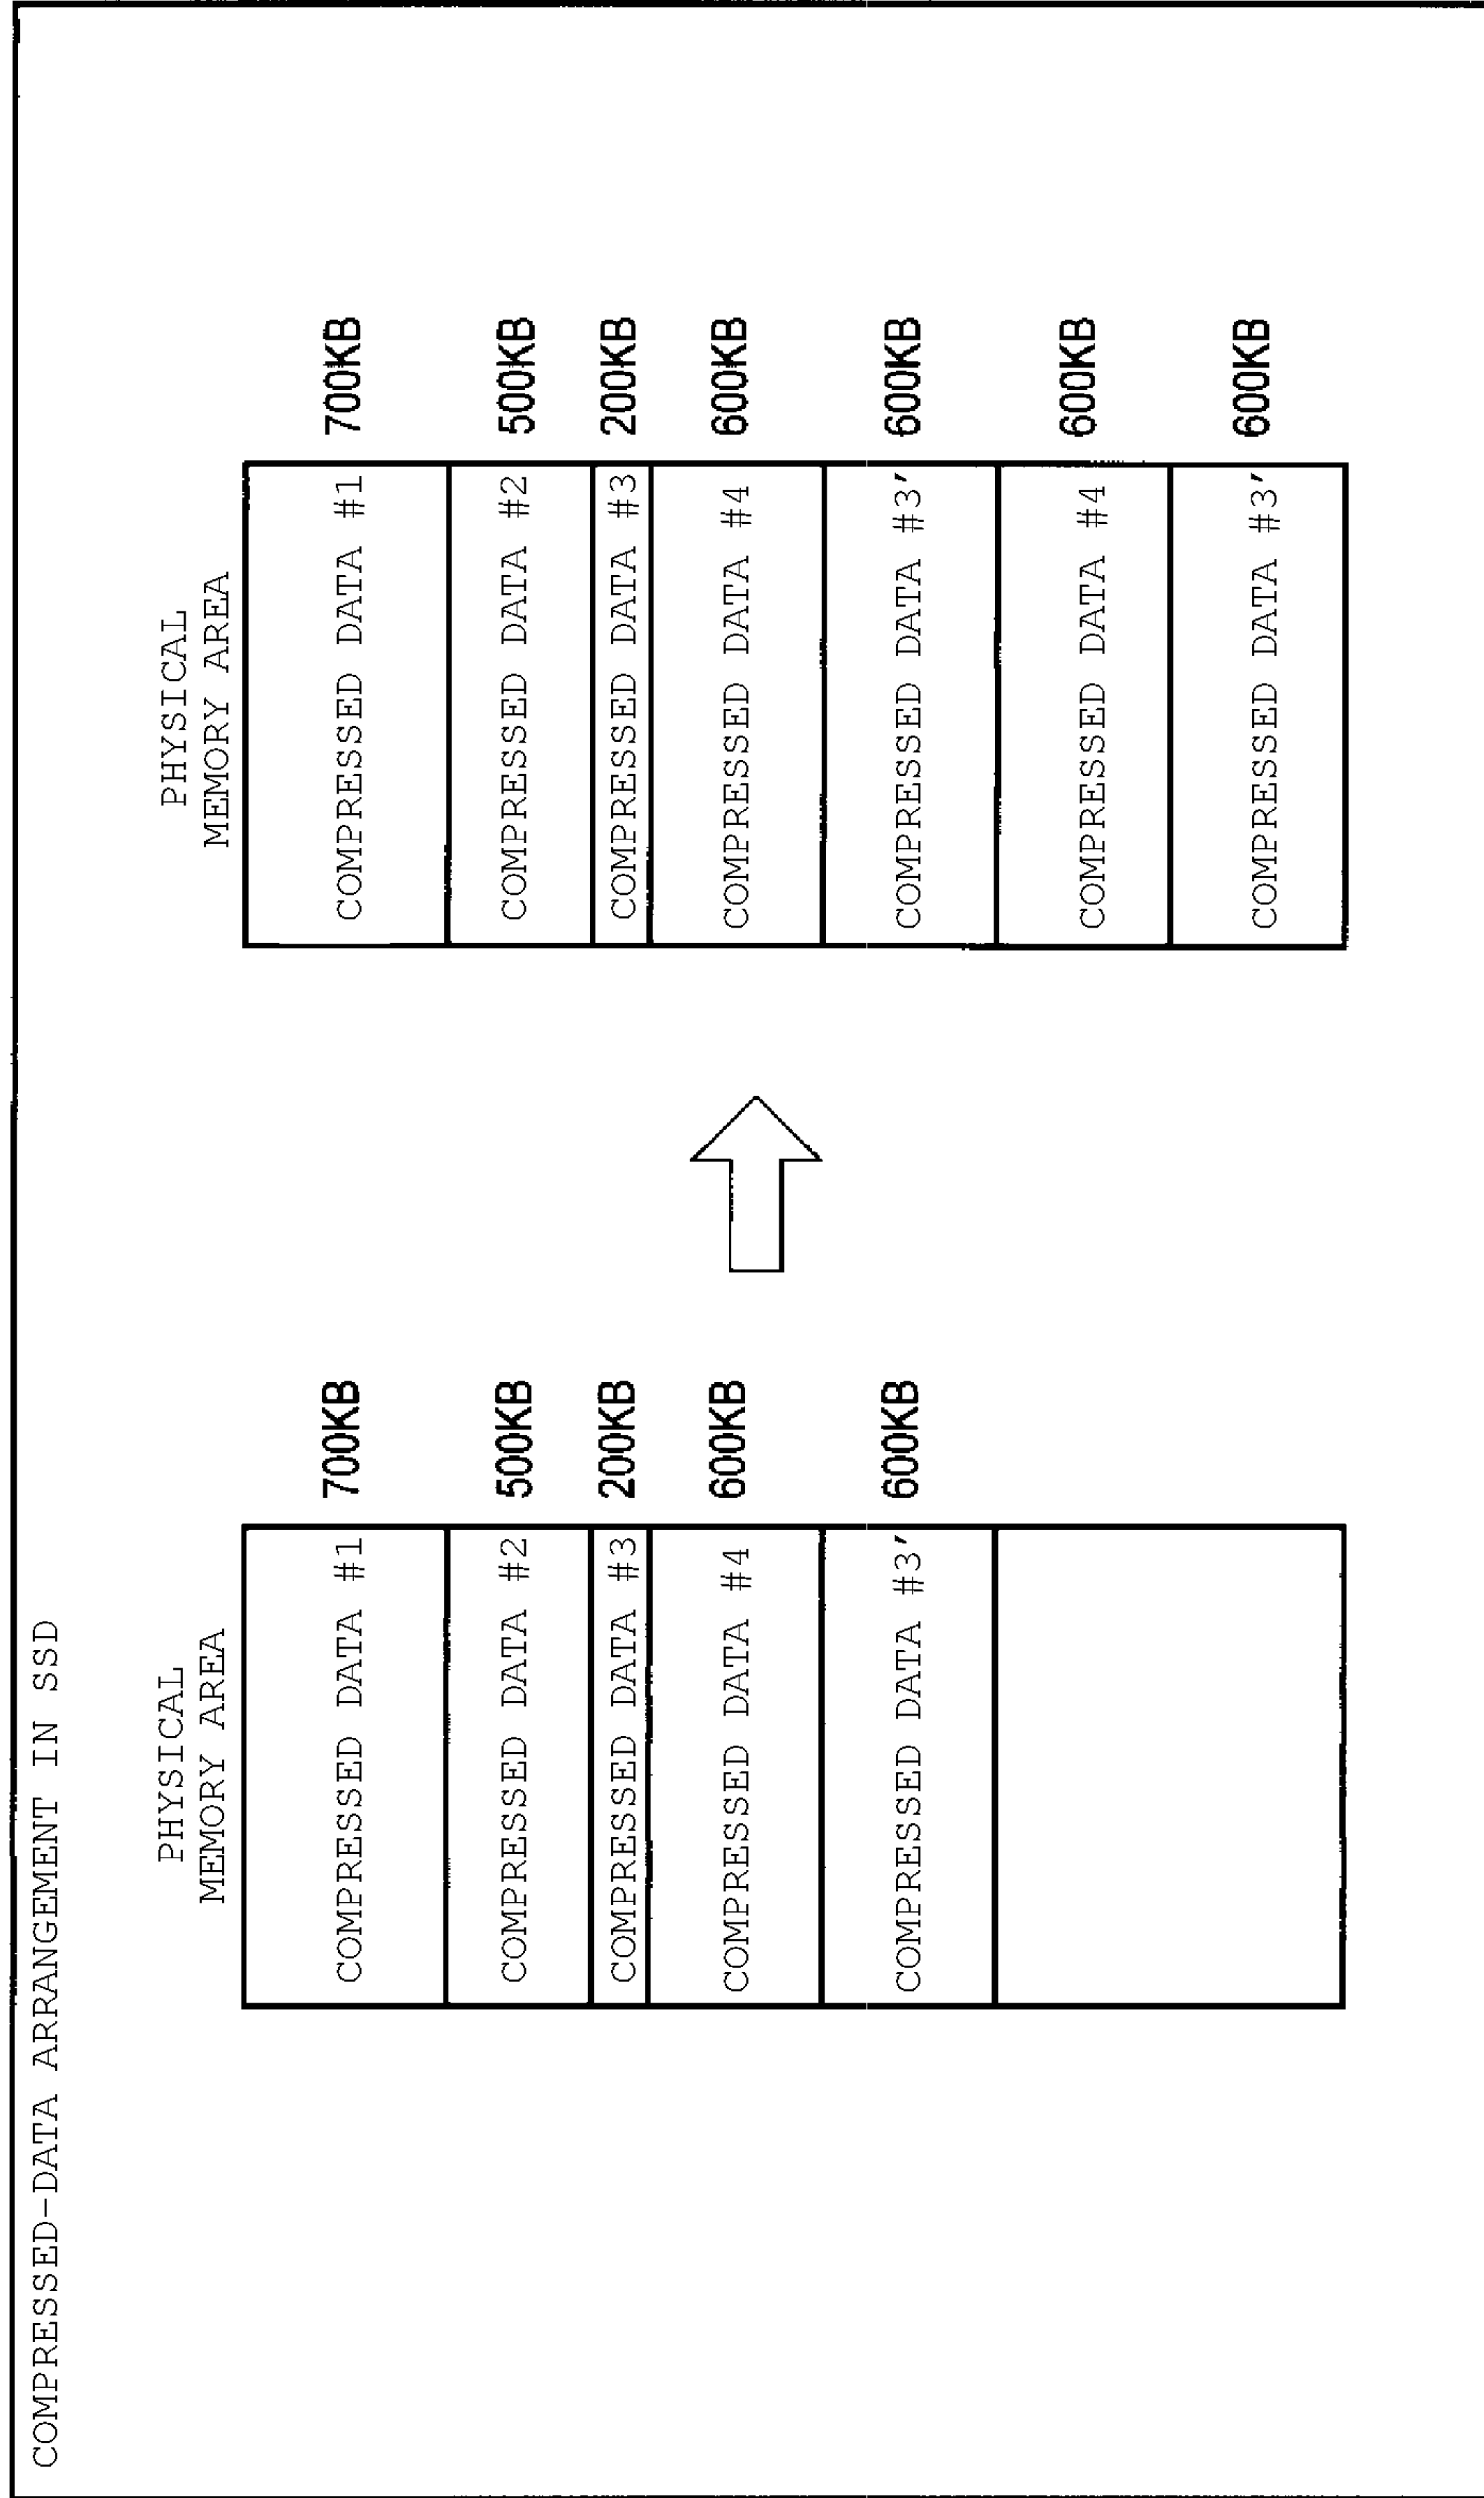 COMPRESSED-DATA ARRANGEMENT IN SSD
PHYSICAL
MEMORY AREA
COMPRESSED DATA #1 700KB
COMPRESSED DATA #2 500KB
COMPRESSED DATA #3 200KB
COMPRESSED DATA #4 600KB
COMPRESSED DATA #3' 600KB
PHYSICAL
MEMORY AREA
COMPRESSED DATA #1 700KB
COMPRESSED DATA #2 500KB
COMPRESSED DATA #3 200KB
COMPRESSED DATA #4 600KB
COMPRESSED DATA #3' 600KB
COMPRESSED DATA #4 600KB
COMPRESSED DATA #3' 600KB